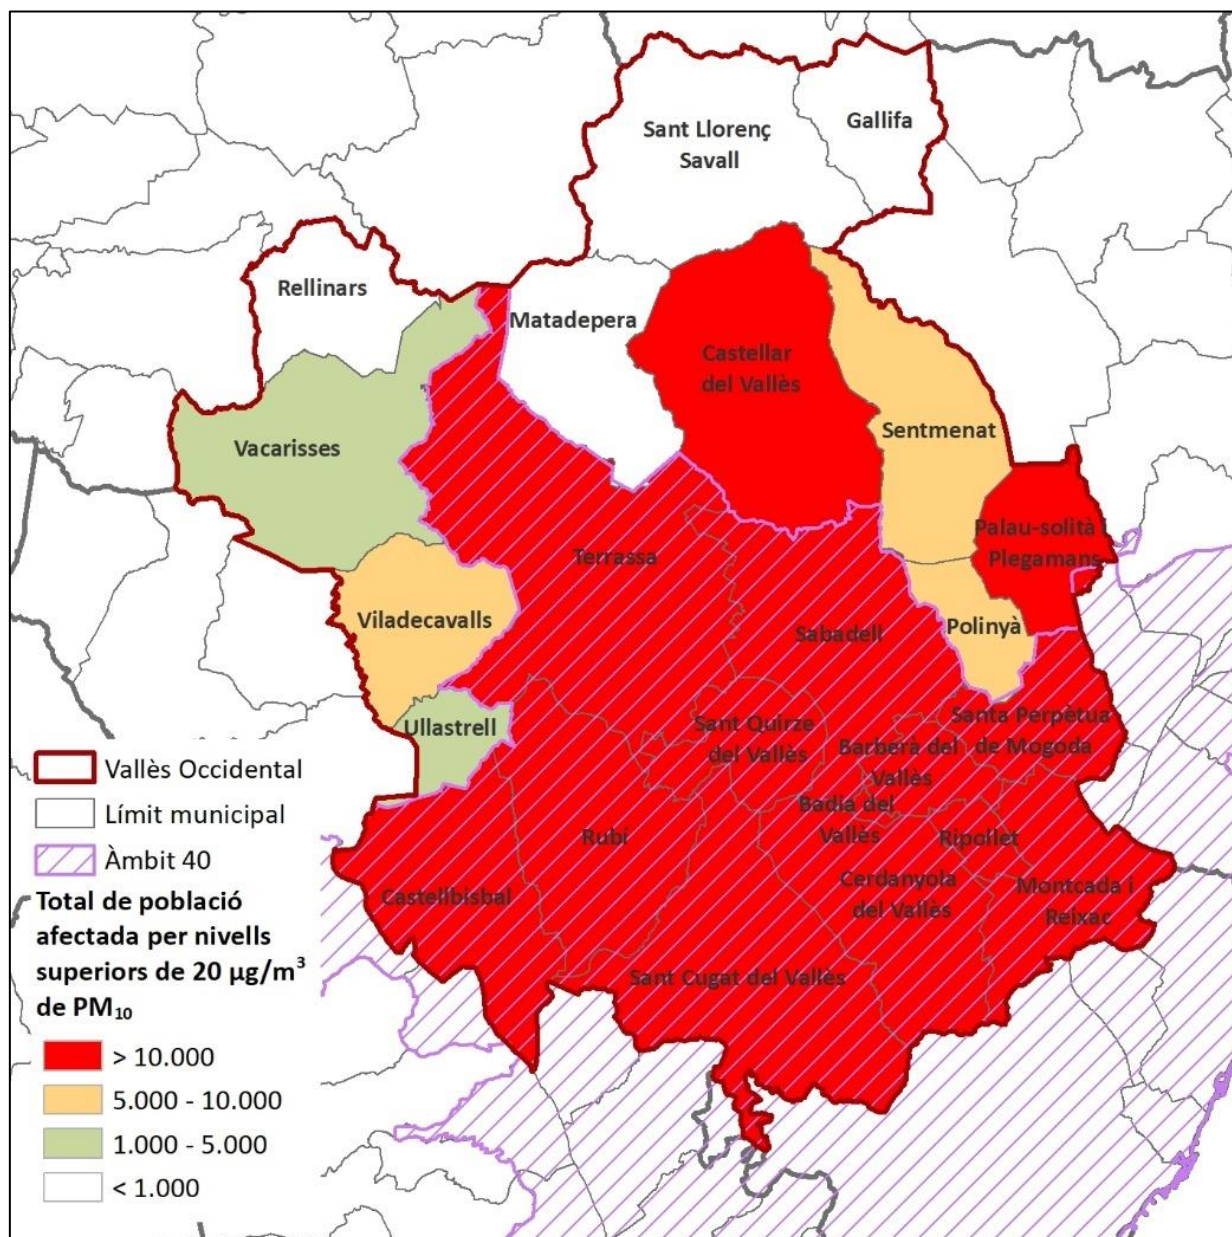 Sant Llorenç
Savall
Gallifa
Rellinars
Matadepera
Castellar
del Vallès
Sentmenat
Vacarisses
Palau-solità i
Plegamans
Terrassa
Viladecavalls
Polinyà
Sabadell
Ullastrell
Sant Quirze
del Vallès
Santa Perpètua
de Mogoda
Barberà del
Vallès
Badia del
Vallès
Rubí
Ripollet
Castellbisbal
Cerdanyola
del Vallès
Montcada i
Reixac
Sant Cugat del Vallès
Vallès Occidental
Límit municipal
Àmbit 40
Total de població
afectada per nivells
superiors de 20 µg/m³
de PM₁₀
> 10.000
5.000 - 10.000
1.000 - 5.000
< 1.000